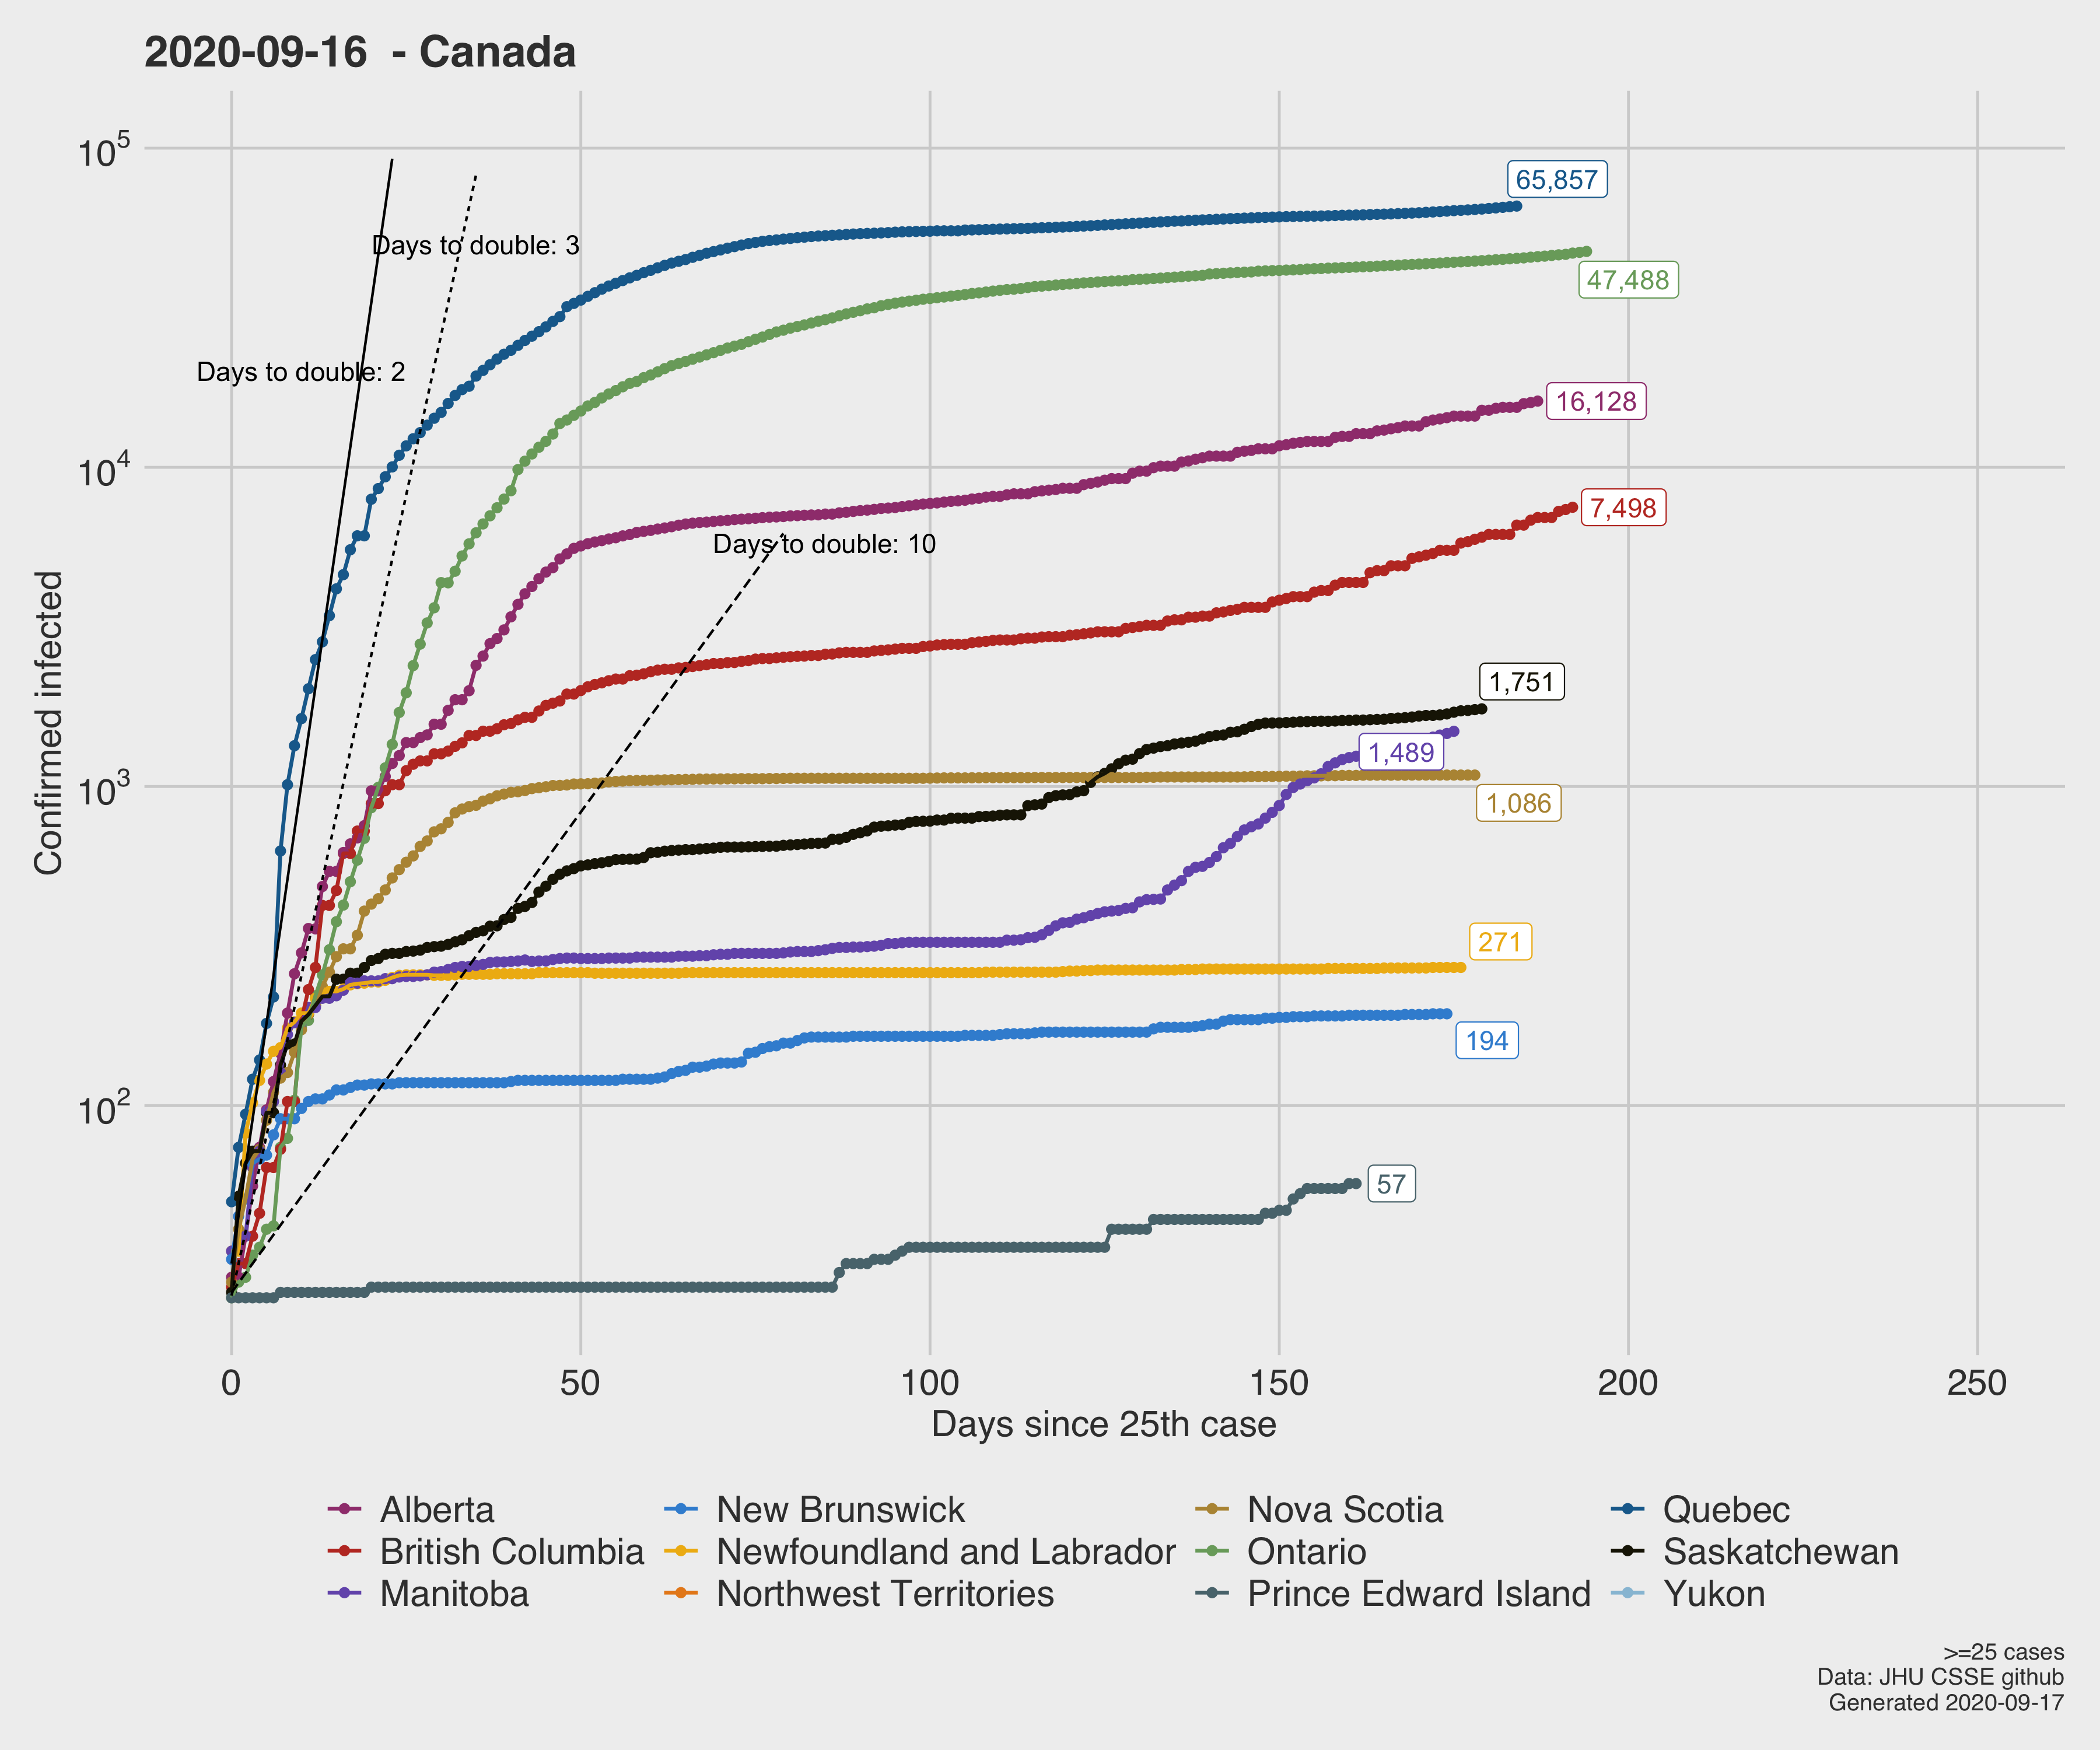 2020-09-16 - Canada
10^5
10^4
10^3
10^2
Confirmed infected
Days to double: 3
Days to double: 2
Days to double: 10
65,857
47,488
16,128
7,498
1,751
1,489
1,086
271
194
57
0 50 100 150 200 250
Days since 25th case
Alberta New Brunswick Nova Scotia Quebec
British Columbia Newfoundland and Labrador Ontario Saskatchewan
Manitoba Northwest Territories Prince Edward Island Yukon
>=25 cases
Data: JHU CSSE github
Generated 2020-09-17